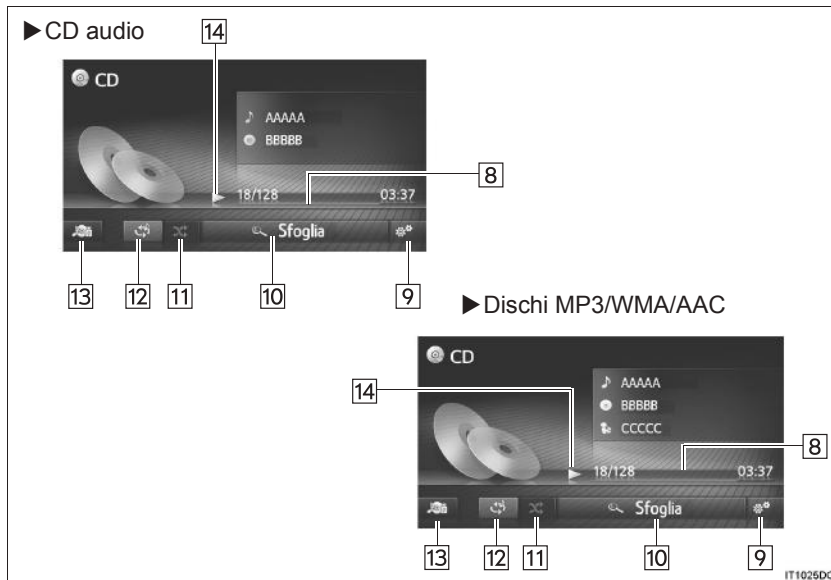 ▶CD audio
14
CD
AAAAA
BBBBB
8
18/128 03:37
Sfoglia
13 12 11 10 9
▶Dischi MP3/WMA/AAC
CD
14
AAAAA
BBBBB
CCCCC
8
18/128 03:37
Sfoglia
13 12 11 10 9
IT1025DC